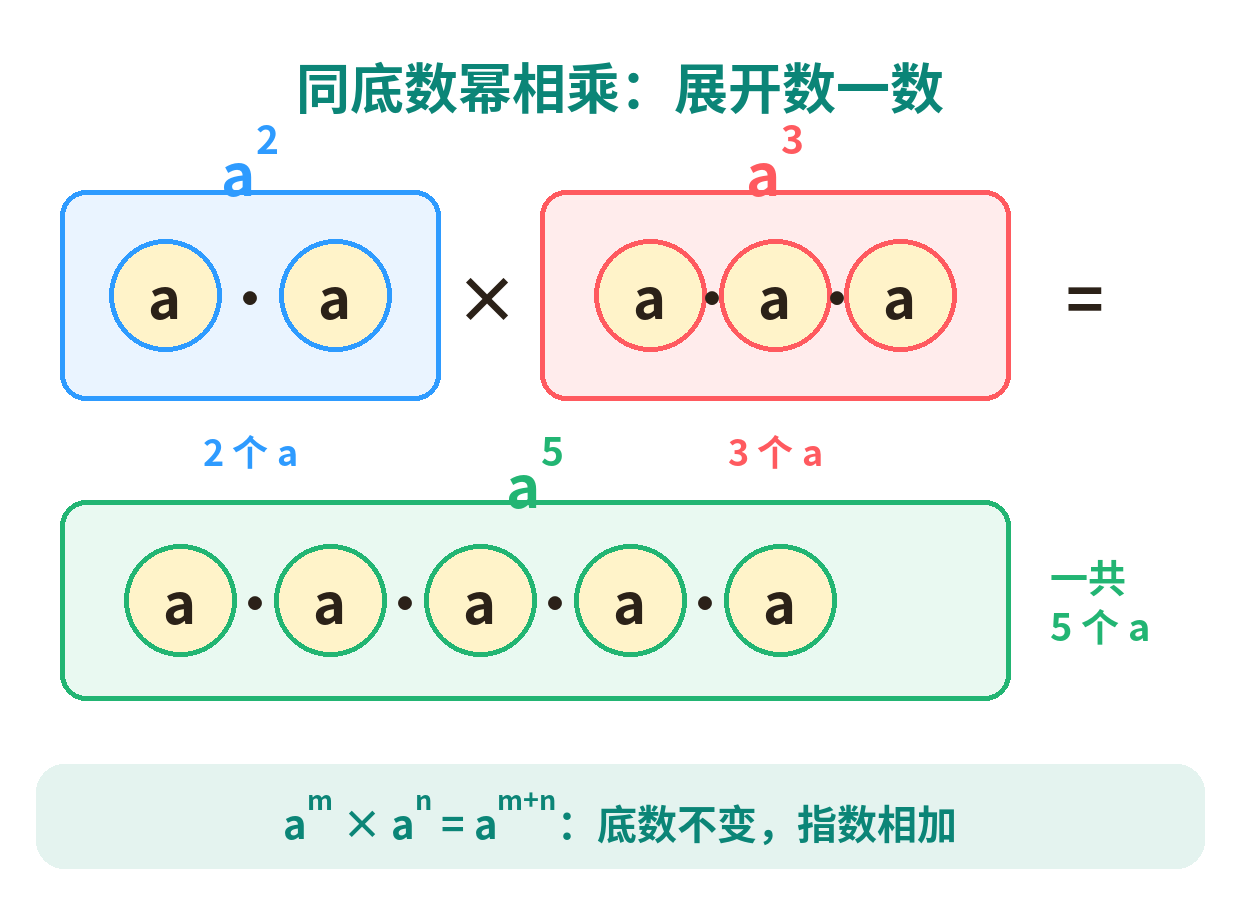 同底数幂相乘：展开数一数
a²
a³
a · a × a · a · a =
2 个 a
3 个 a
a⁵
a · a · a · a · a
一共
5 个 a
aᵐ × aⁿ = aᵐ⁺ⁿ：底数不变，指数相加